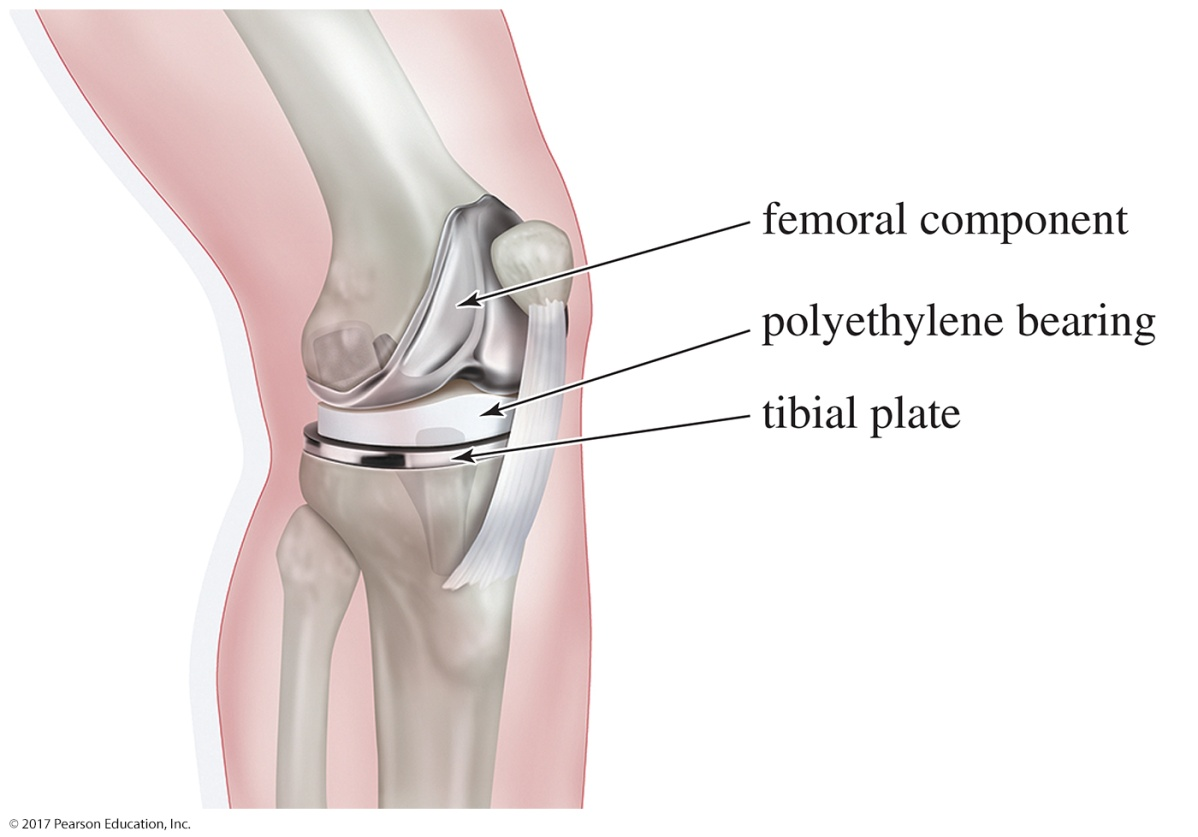 femoral component
polyethylene bearing
tibial plate
© 2017 Pearson Education, Inc.